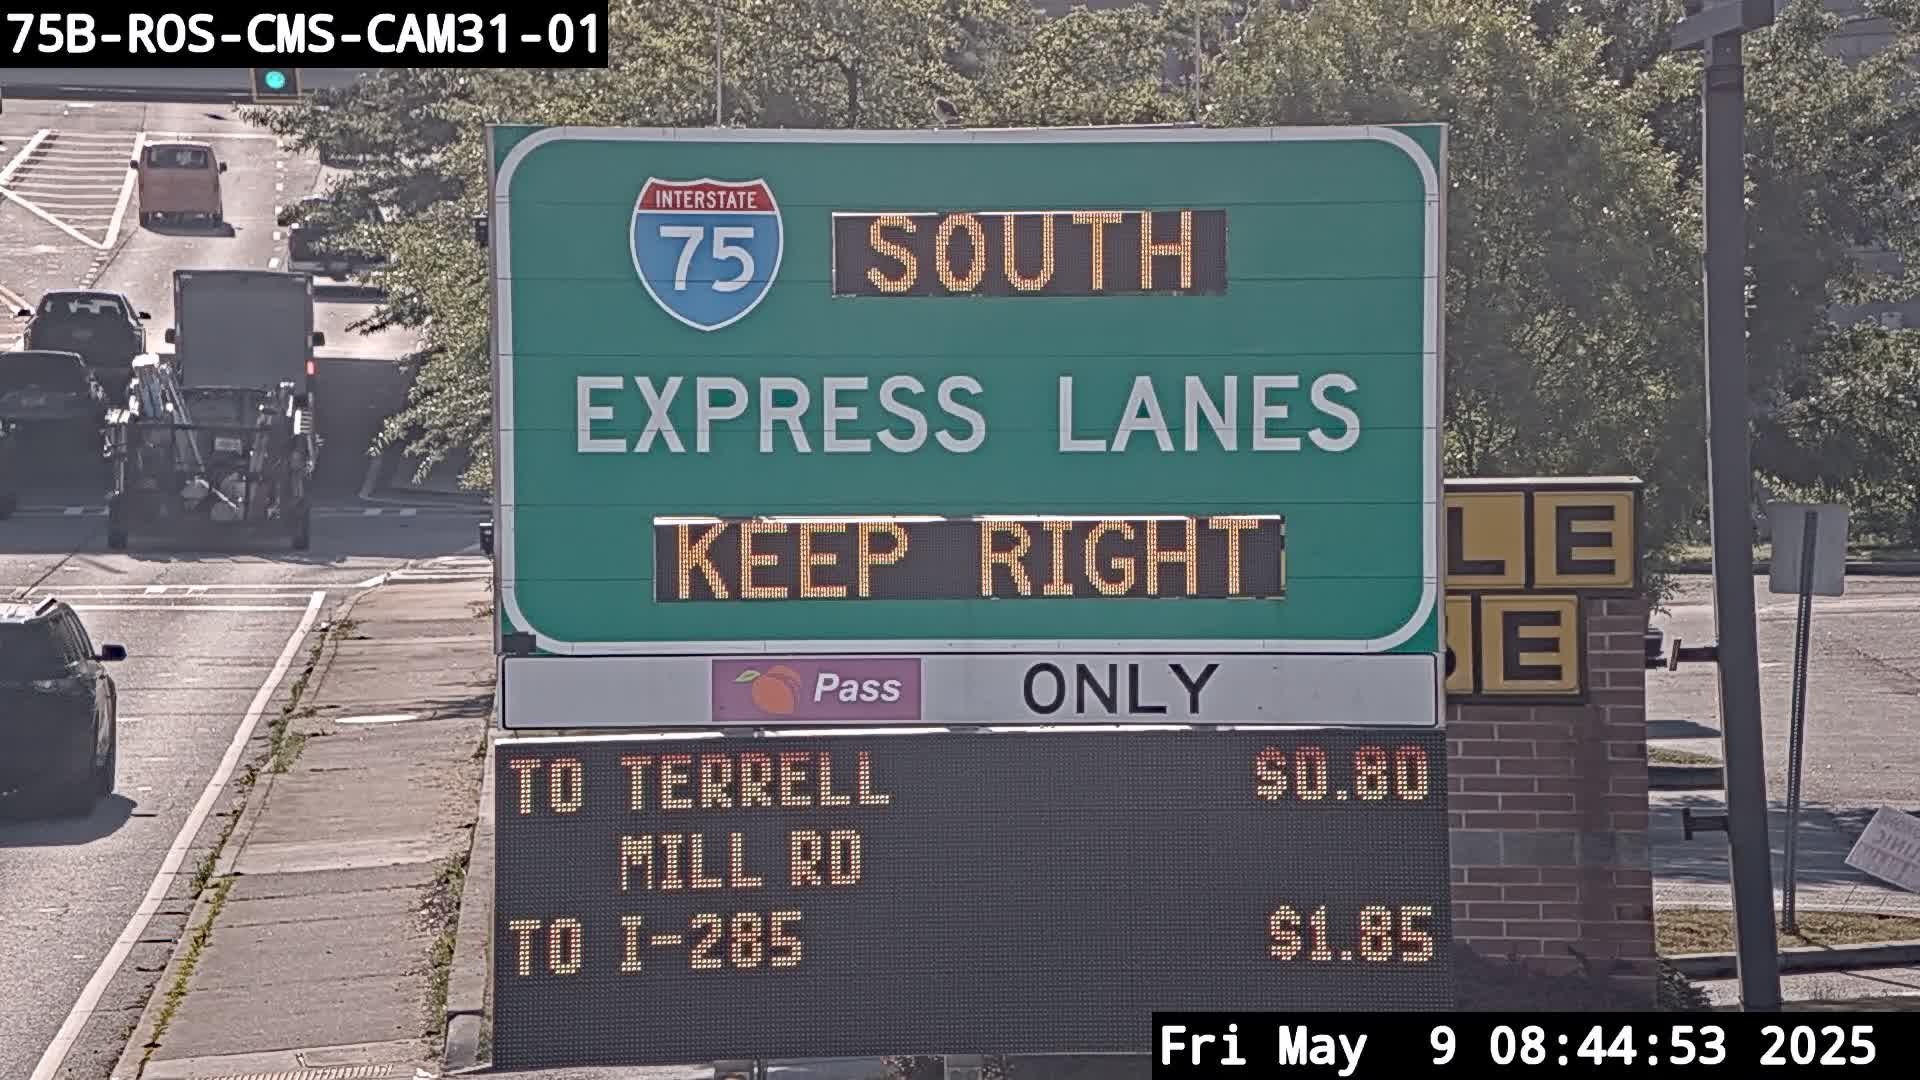 75B-ROS-CMS-CAM31-01
INTERSTATE
75
SOUTH
EXPRESS LANES
KEEP RIGHT
LE
E
Pass ONLY
TO TERRELL $0.80
MILL RD
TO I-285 $1.85
Fri May 9 08:44:53 2025